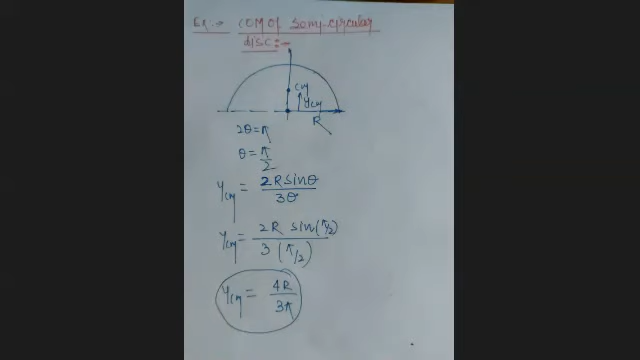 Ex:- COM Of Semi-circular
disc:-
CM
YCM
R
2θ = π
θ = π/2
YCM = 2R sinθ / 3θ
YCM = 2R sin(π/2) / 3 (π/2)
YCM = 4R / 3π